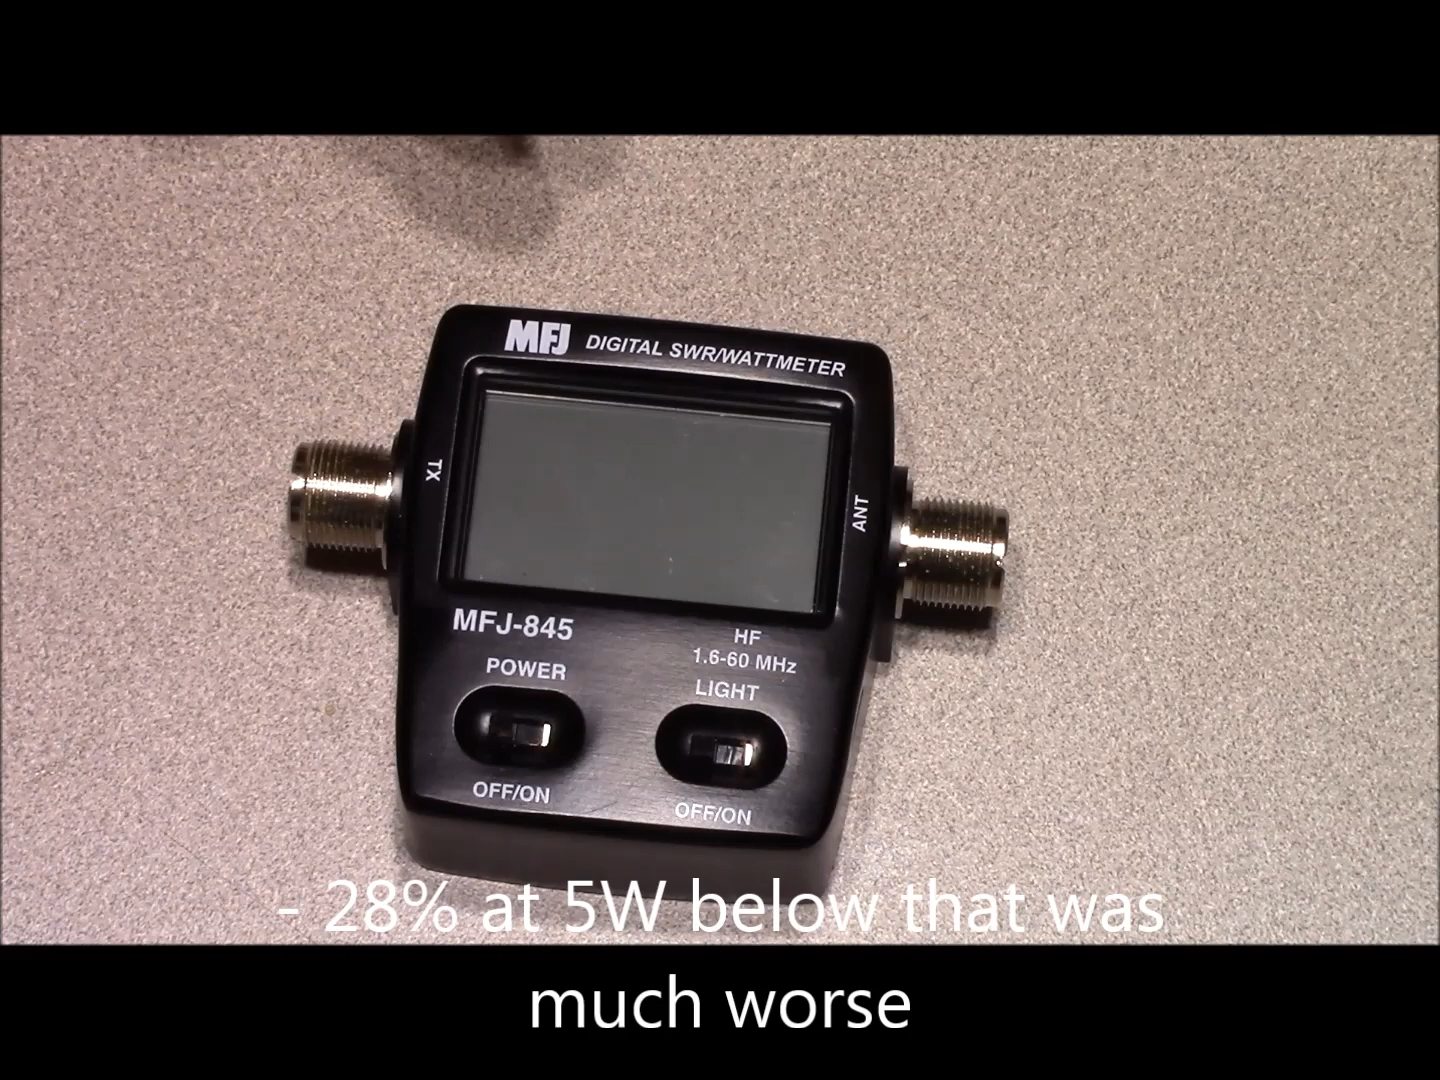 MFJ DIGITAL SWR/WATTMETER
TX
ANT
MFJ-845
HF
1.6-60 MHz
POWER
LIGHT
OFF/ON
OFF/ON
- 28% at 5W below that was
much worse